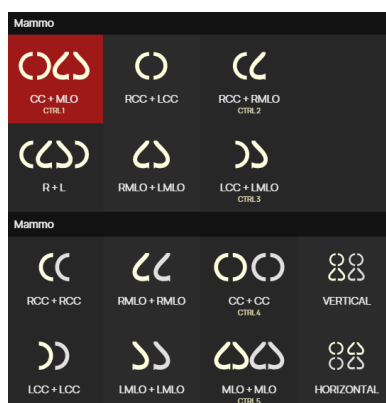 Mammo
CC + MLO
CTRL1
RCC + LCC
RCC + RMLO
CTRL2
R + L
RMLO + LMLO
LCC + LMLO
CTRL3
Mammo
RCC + RCC
RMLO + RMLO
CC + CC
CTRL4
VERTICAL
LCC + LCC
LMLO + LMLO
MLO + MLO
CTRL5
HORIZONTAL